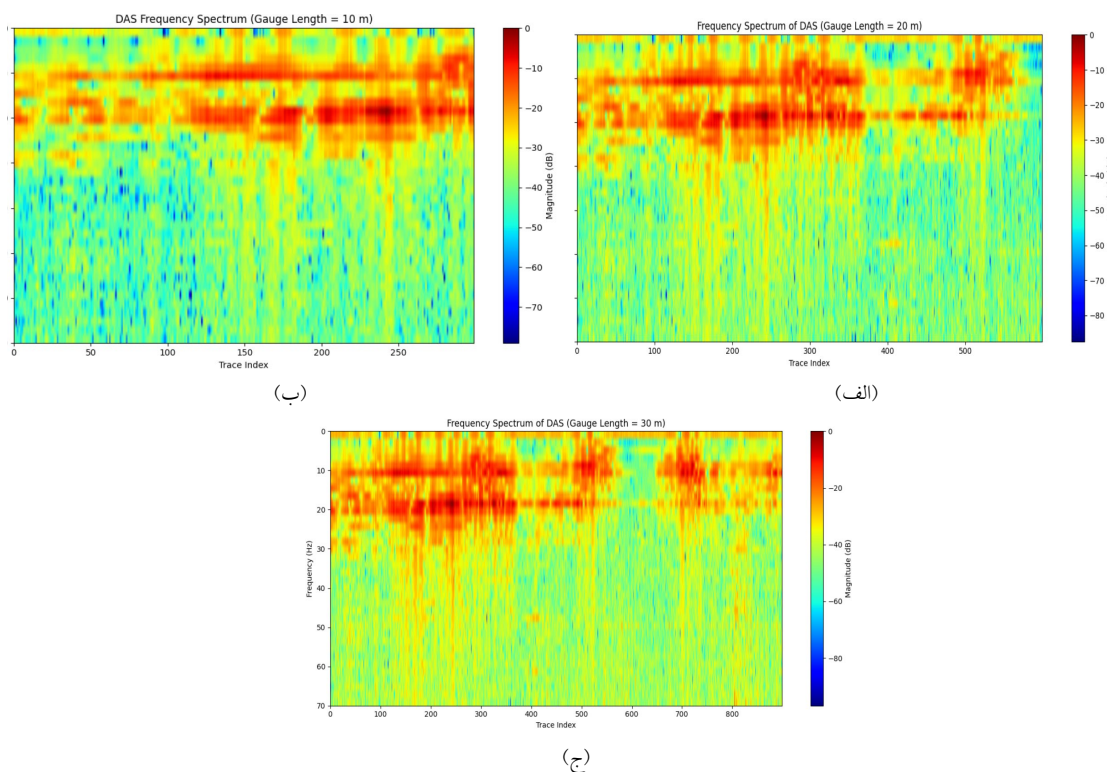 DAS Frequency Spectrum (Gauge Length = 10 m)
0
−10
−20
−30
−40
−50
−60
−70
Magnitude (dB)
0 50 100 150 200 250
Trace Index
(ب)
Frequency Spectrum of DAS (Gauge Length = 20 m)
0
−10
−20
−30
−40
−50
−60
−70
−80
0 100 200 300 400 500
Trace Index
(الف)
Frequency Spectrum of DAS (Gauge Length = 30 m)
0
10
20
30
40
50
60
70
Frequency (Hz)
0 100 200 300 400 500 600 700 800
Trace Index
0
−20
−40
−60
−80
Magnitude (dB)
(ج)